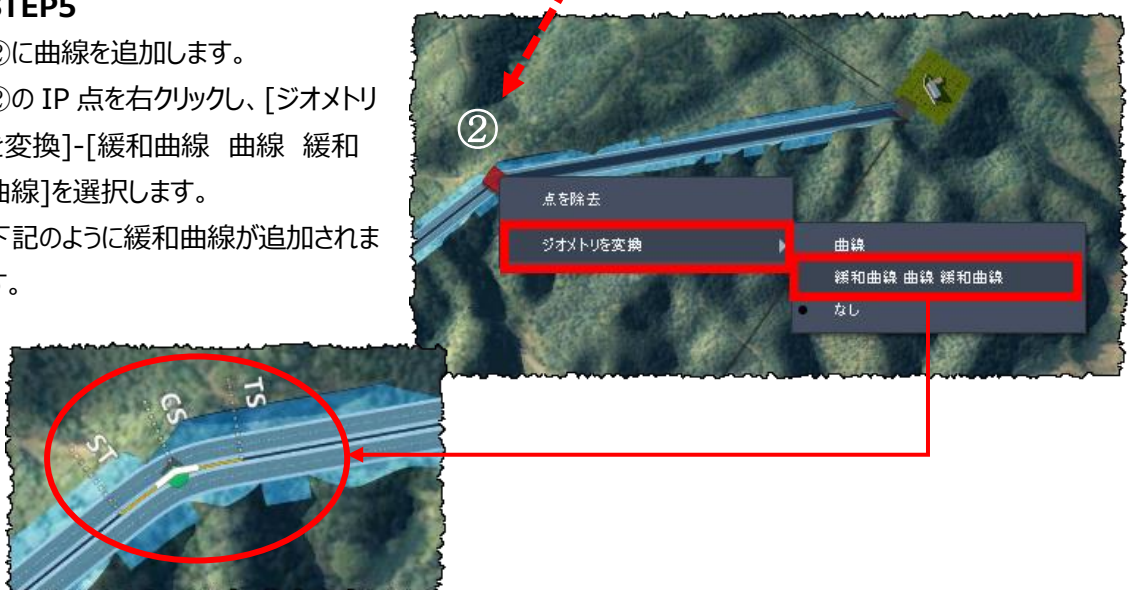 STEP5
②に曲線を追加します。
②の IP 点を右クリックし、[ジオメトリ
を変換]-[緩和曲線 曲線 緩和
曲線]を選択します。
下記のように緩和曲線が追加されま
す。
②
点を除去
ジオメトリを変換
曲線
緩和曲線 曲線 緩和曲線
なし
TS
CS
ST